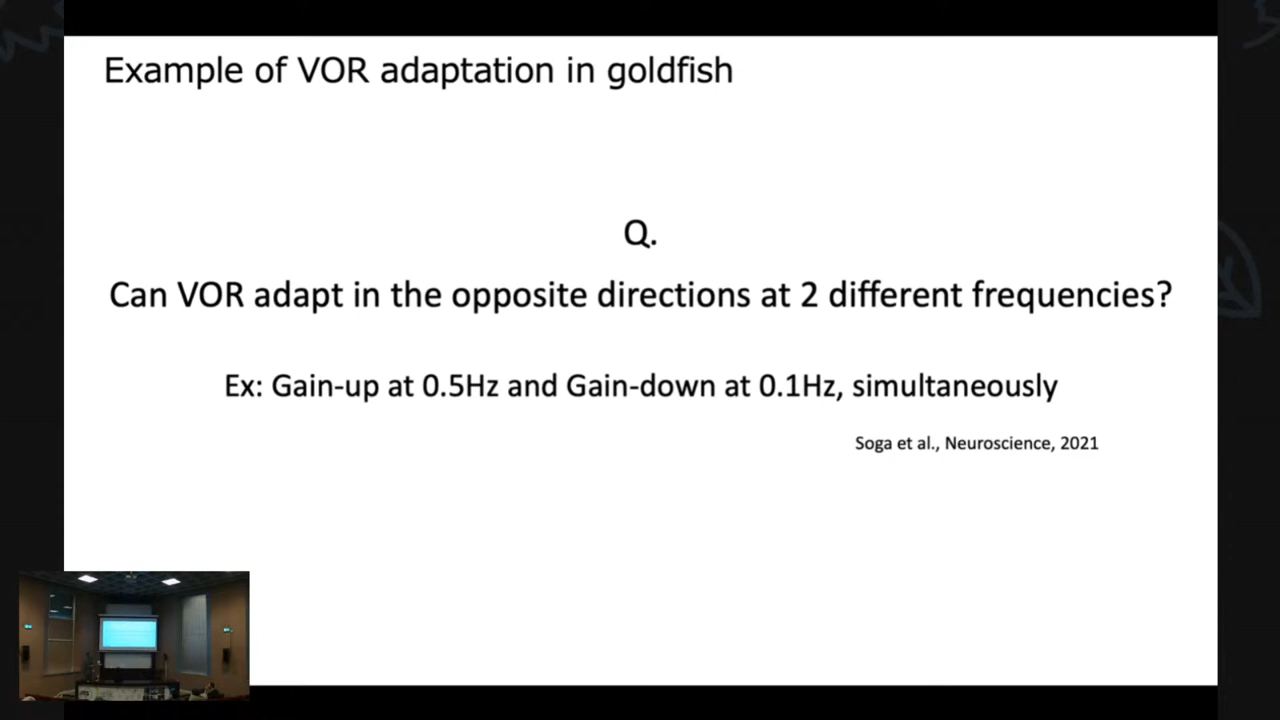 Example of VOR adaptation in goldfish
Q.
Can VOR adapt in the opposite directions at 2 different frequencies?
Ex: Gain-up at 0.5Hz and Gain-down at 0.1Hz, simultaneously
Soga et al., Neuroscience, 2021